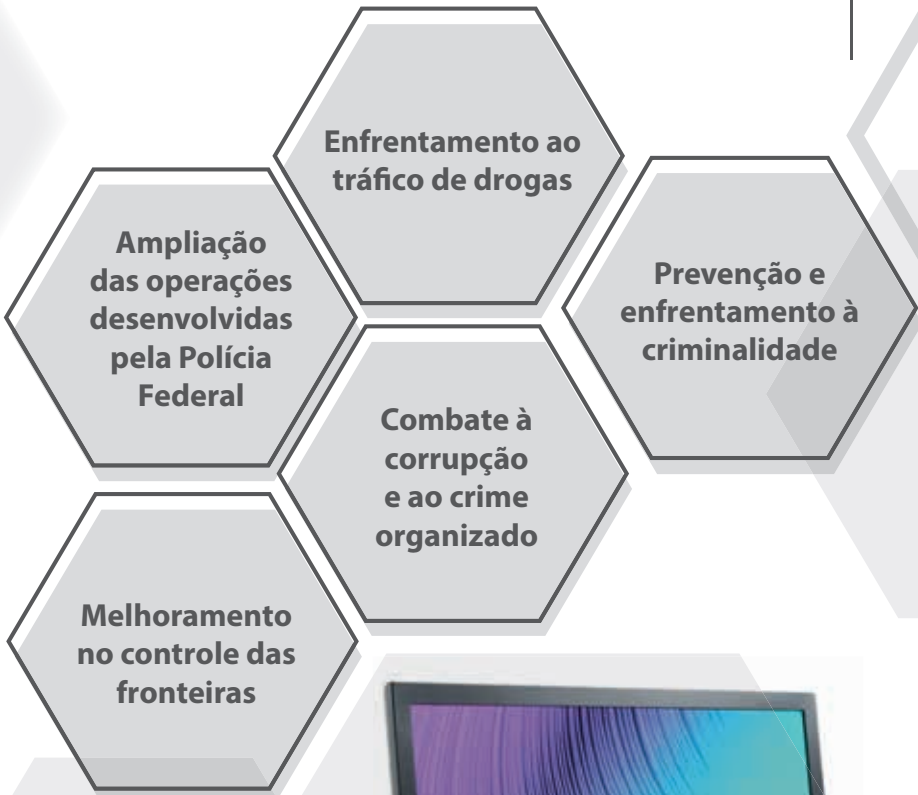 Enfrentamento ao
tráfico de drogas
Ampliação
das operações
desenvolvidas
pela Polícia
Federal
Prevenção e
enfrentamento à
criminalidade
Combate à
corrupção
e ao crime
organizado
Melhoramento
no controle das
fronteiras